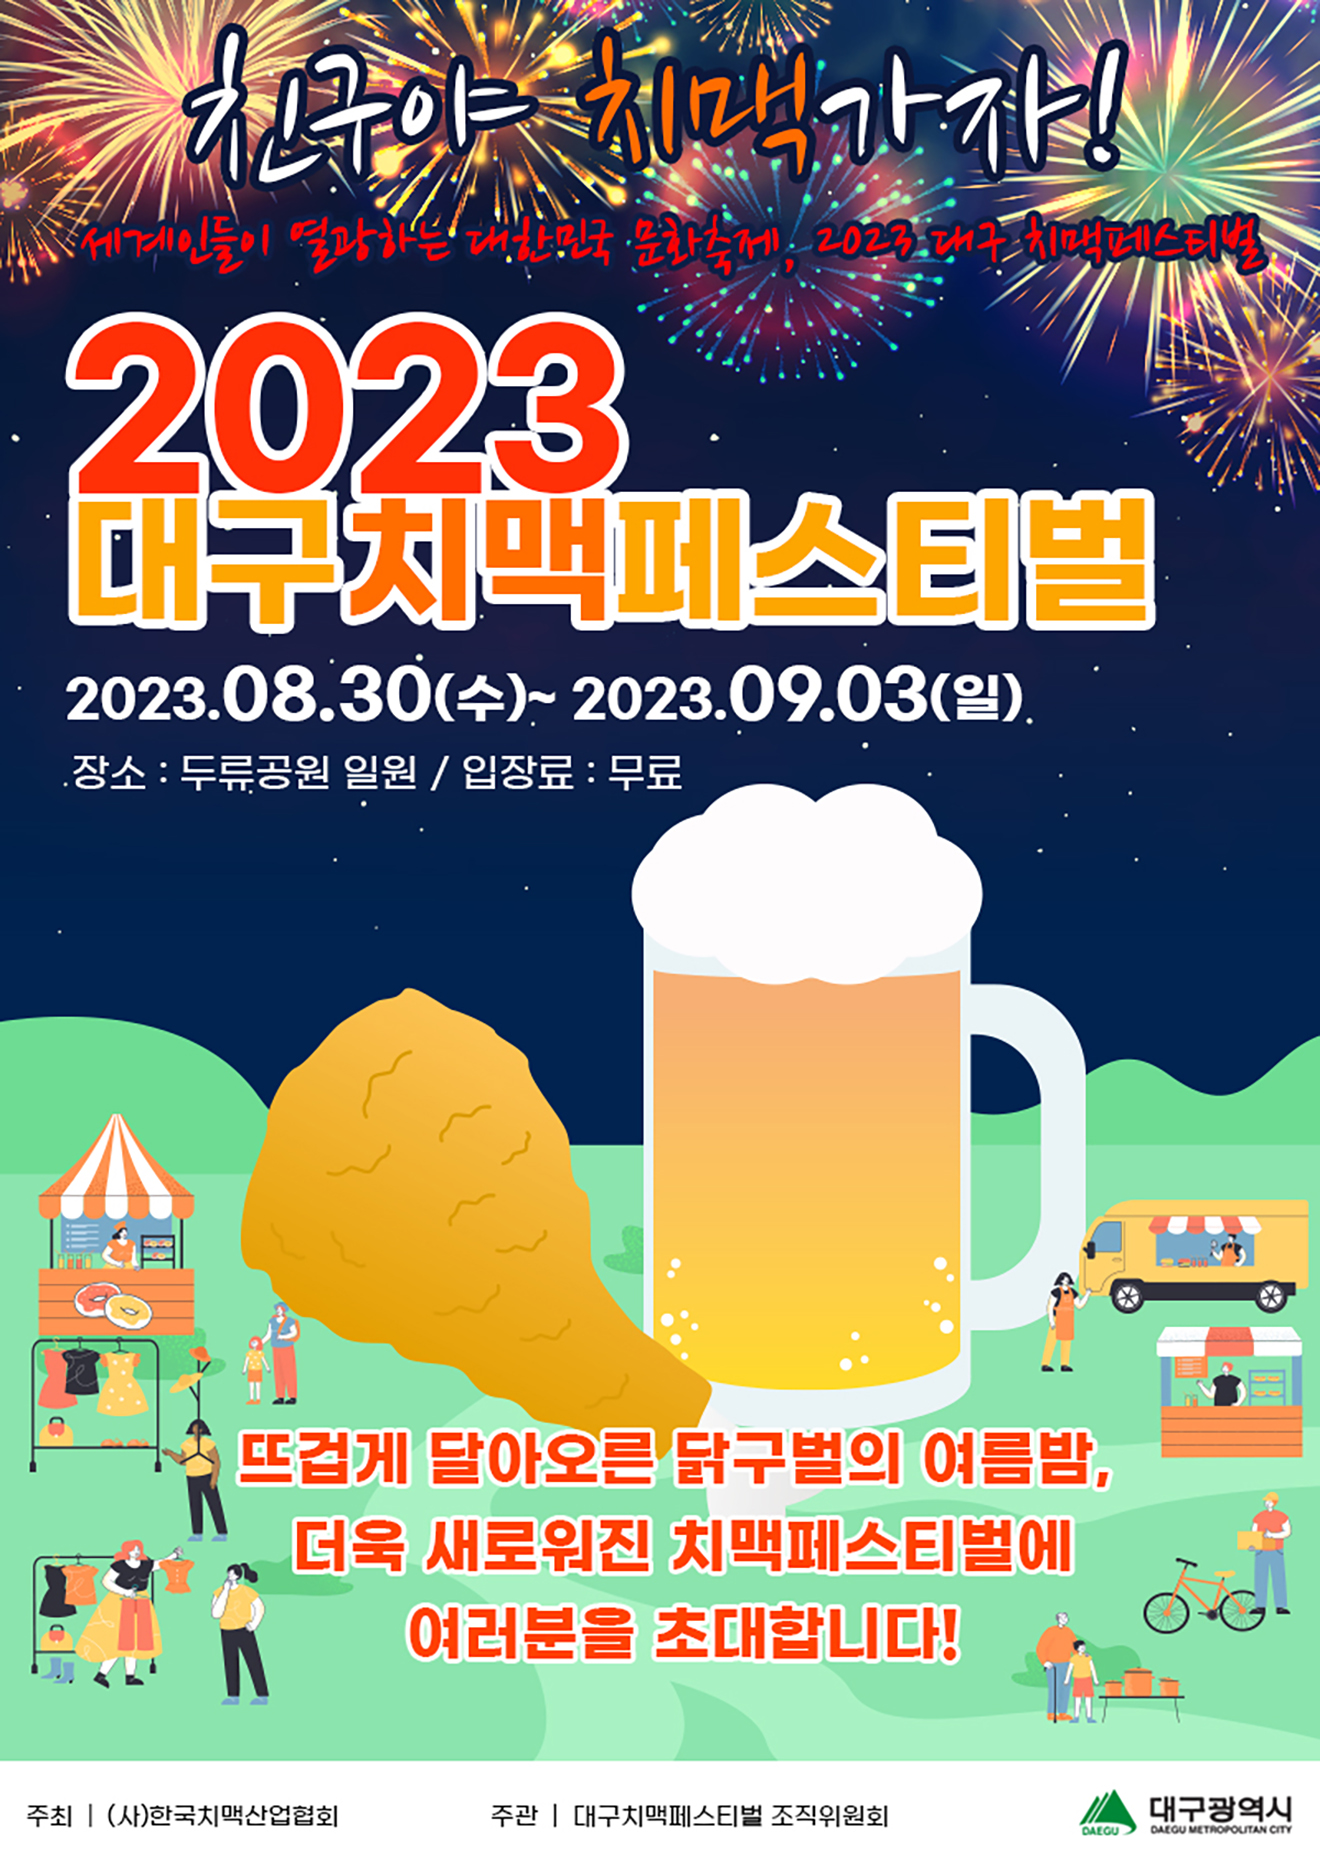 친구야 치맥가자!
세계인들이 열광하는 대한민국 문화축제, 2023 대구 치맥페스티벌
2023
대구치맥페스티벌
2023.08.30(수)~ 2023.09.03(일)
장소 : 두류공원 일원 / 입장료 : 무료
뜨겁게 달아오른 닭구벌의 여름밤,
더욱 새로워진 치맥페스티벌에
여러분을 초대합니다!
주최 | (사)한국치맥산업협회
주관 | 대구치맥페스티벌 조직위원회
DAEGU
대구광역시
DAEGU METROPOLITAN CITY